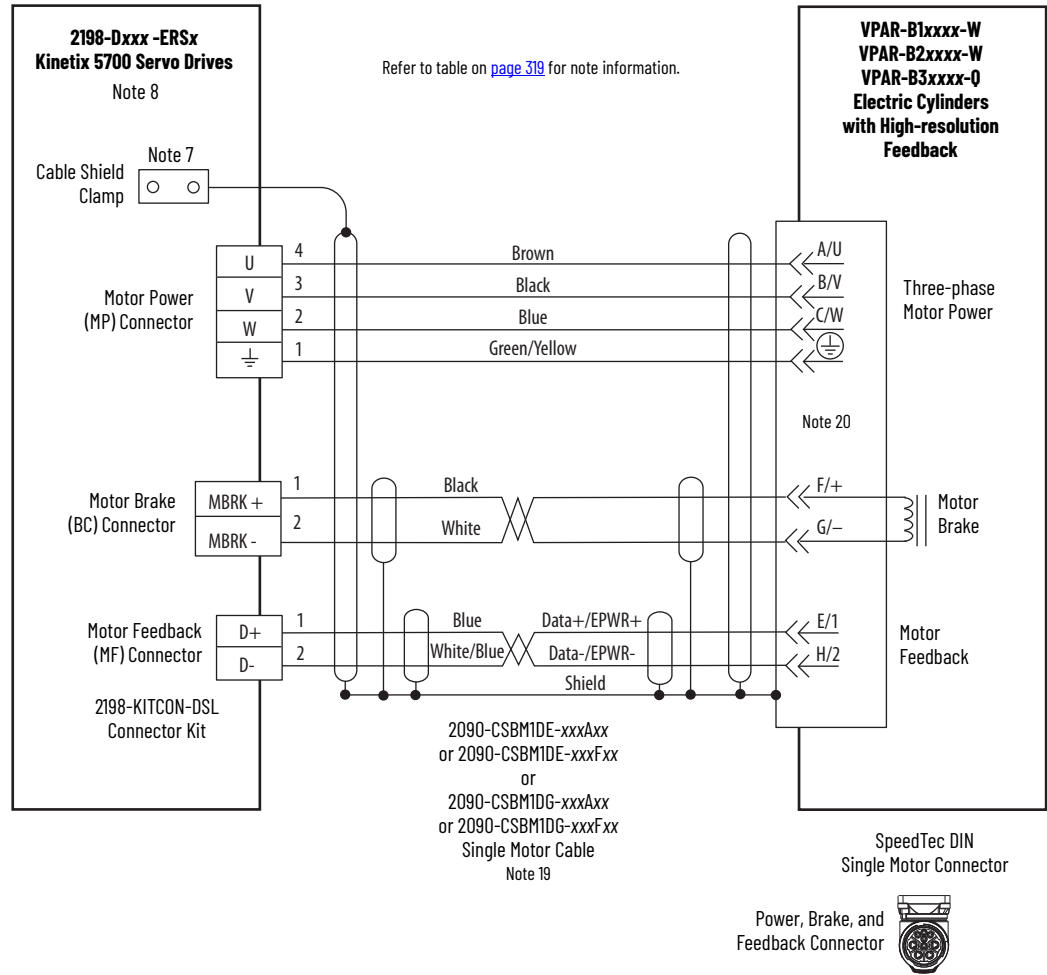 2198-Dxxx -ERSx
Kinetix 5700 Servo Drives
Note 8
Refer to table on page 319 for note information.
VPAR-B1xxxx-W
VPAR-B2xxxx-W
VPAR-B3xxxx-Q
Electric Cylinders
with High-resolution
Feedback
Note 7
Cable Shield
Clamp
Motor Power
(MP) Connector
U
4
Brown
A/U
V
3
Black
B/V
W
2
Blue
C/W
1
Green/Yellow
Three-phase
Motor Power
Note 20
Motor Brake
(BC) Connector
MBRK +
1
Black
F/+
MBRK -
2
White
G/–
Motor
Brake
Motor Feedback
(MF) Connector
D+
1
Blue
Data+/EPWR+
E/1
D-
2
White/Blue
Data-/EPWR-
H/2
Shield
Motor
Feedback
2198-KITCON-DSL
Connector Kit
2090-CSBM1DE-xxxAxx
or 2090-CSBM1DE-xxxFxx
or
2090-CSBM1DG-xxxAxx
or 2090-CSBM1DG-xxxFxx
Single Motor Cable
Note 19
SpeedTec DIN
Single Motor Connector
Power, Brake, and
Feedback Connector